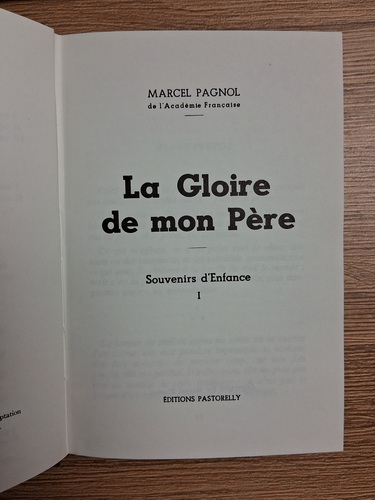 MARCEL PAGNOL
de l'Académie Française
La Gloire
de mon Père
Souvenirs d'Enfance
I
ÉDITIONS PASTORELLY